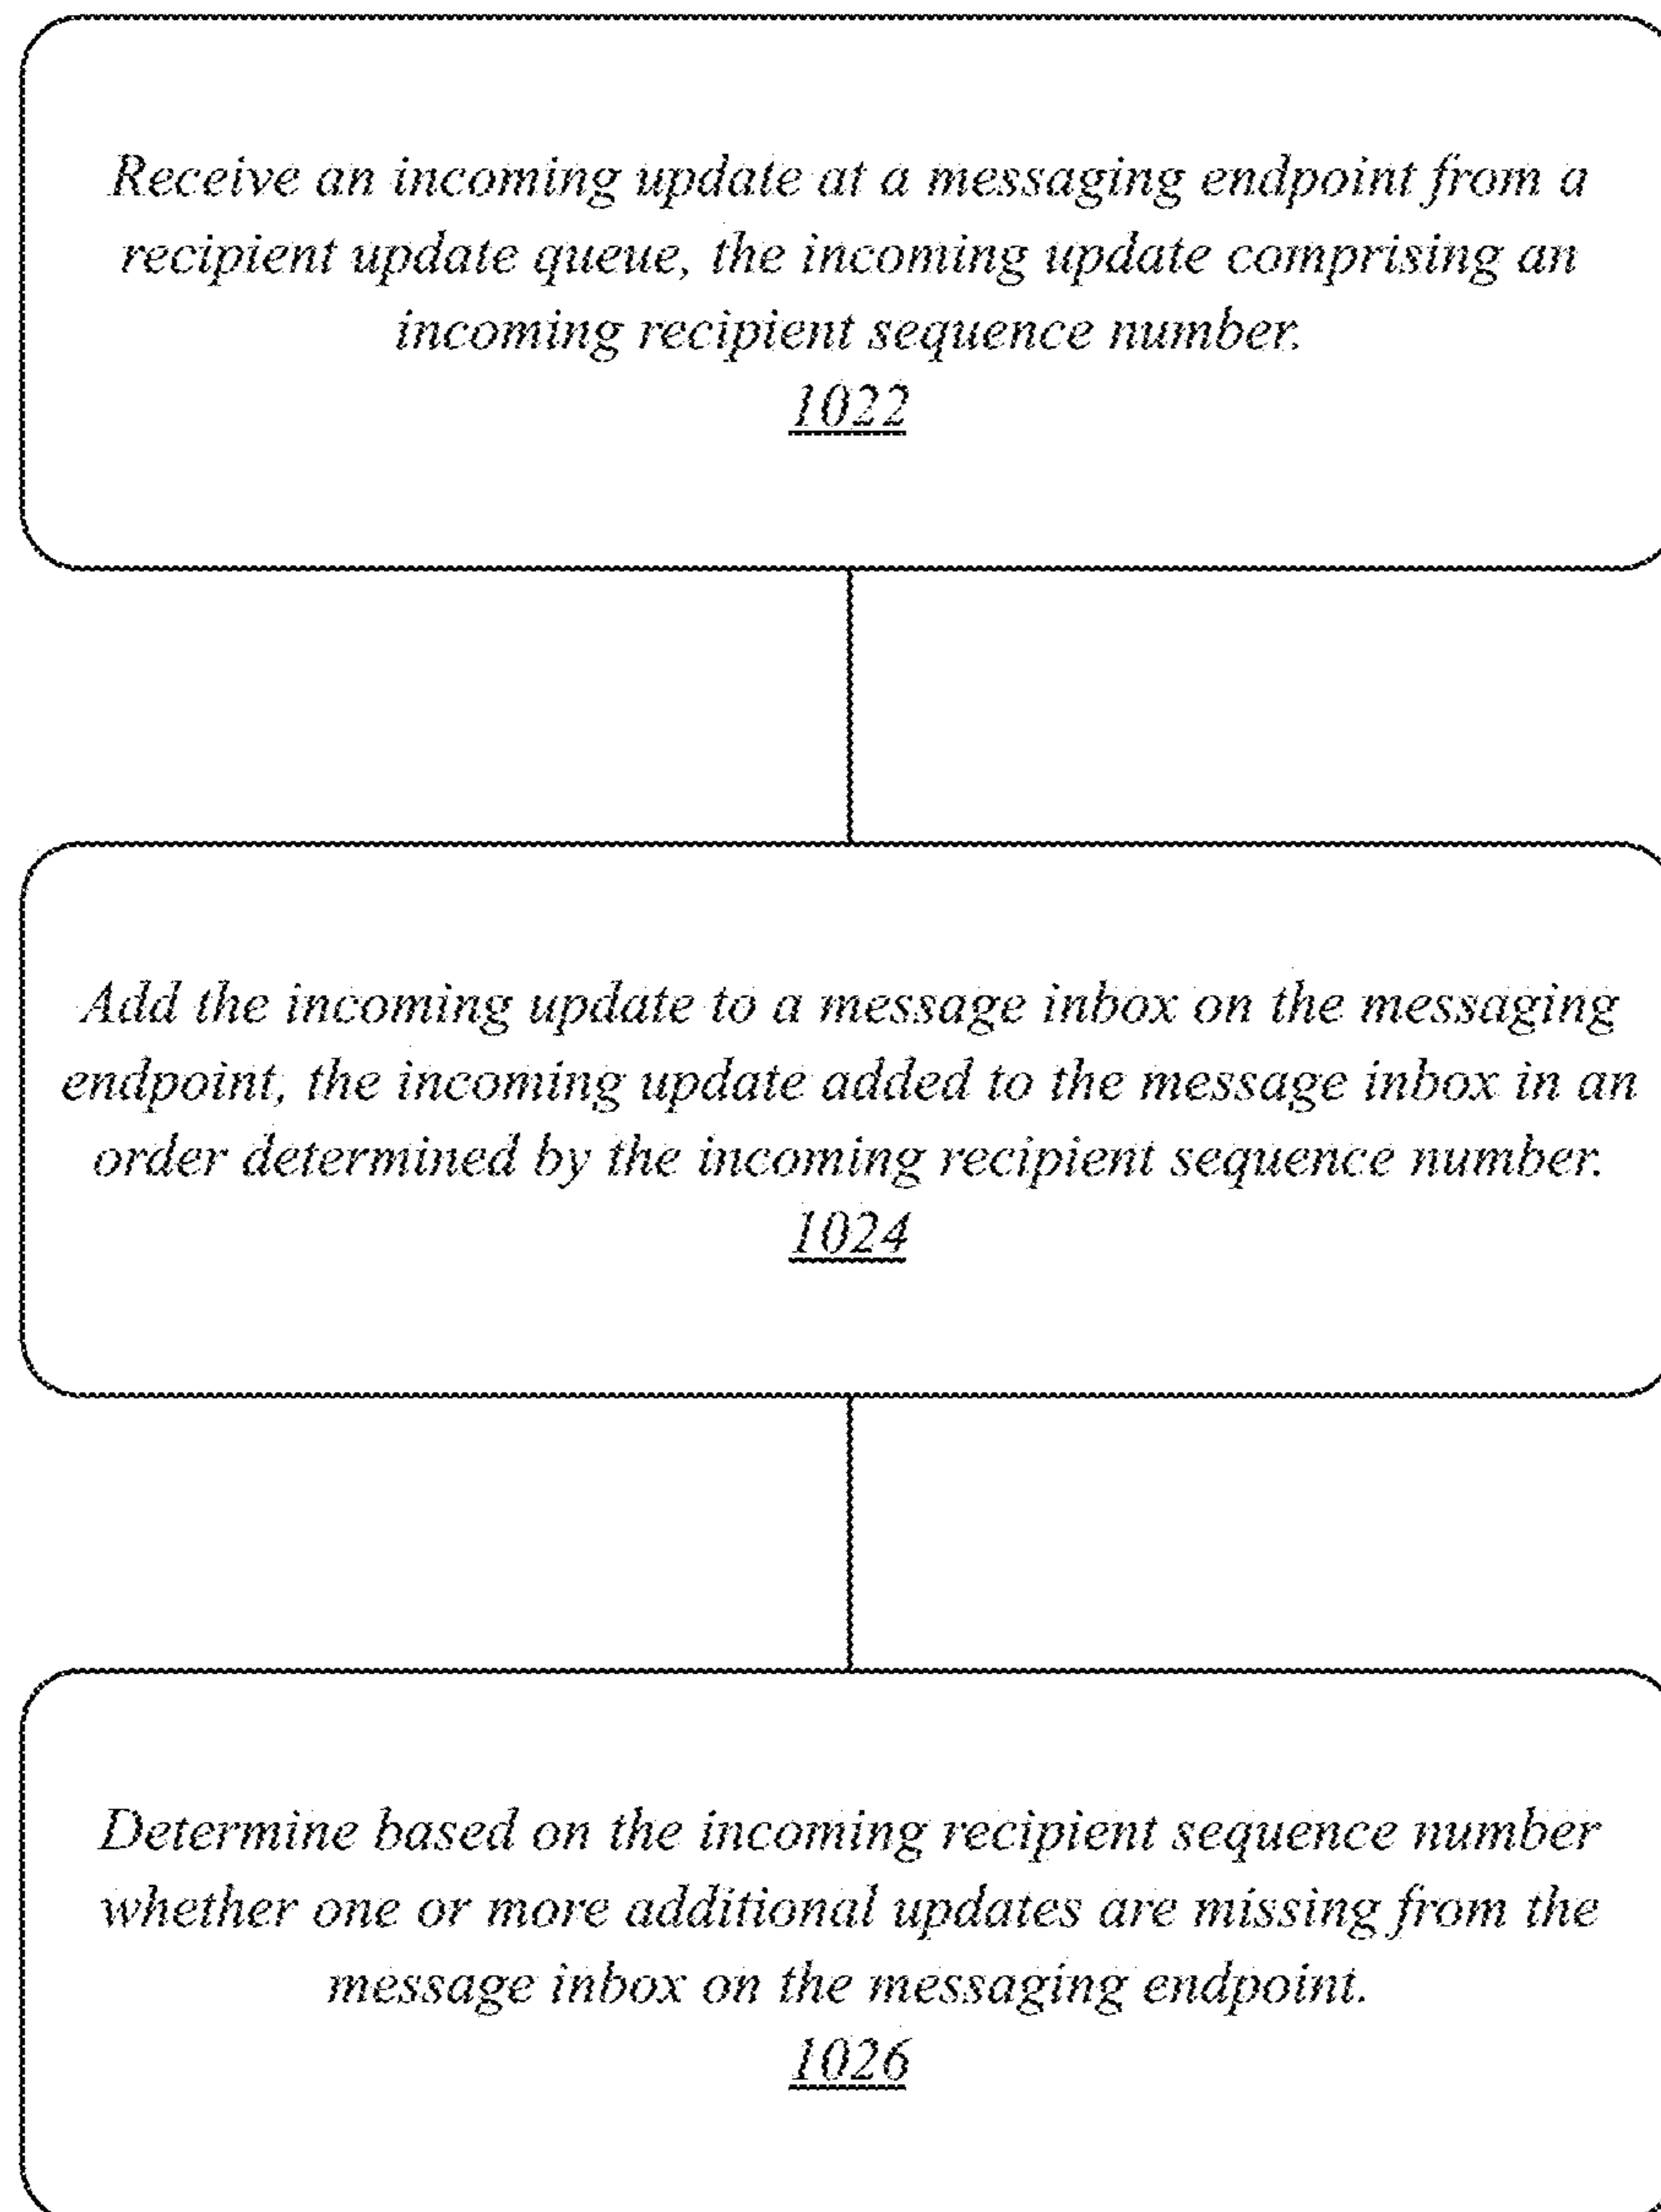 Receive an incoming update at a messaging endpoint from a
recipient update queue, the incoming update comprising an
incoming recipient sequence number.
1022
Add the incoming update to a message inbox on the messaging
endpoint, the incoming update added to the message inbox in an
order determined by the incoming recipient sequence number.
1024
Determine based on the incoming recipient sequence number
whether one or more additional updates are missing from the
message inbox on the messaging endpoint.
1026